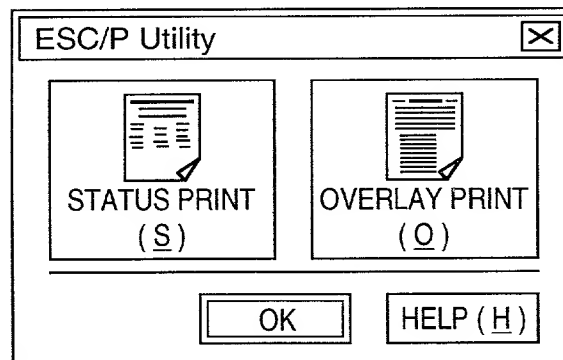 ESC/P Utility
STATUS PRINT
( S )
OVERLAY PRINT
( O )
OK
HELP ( H )